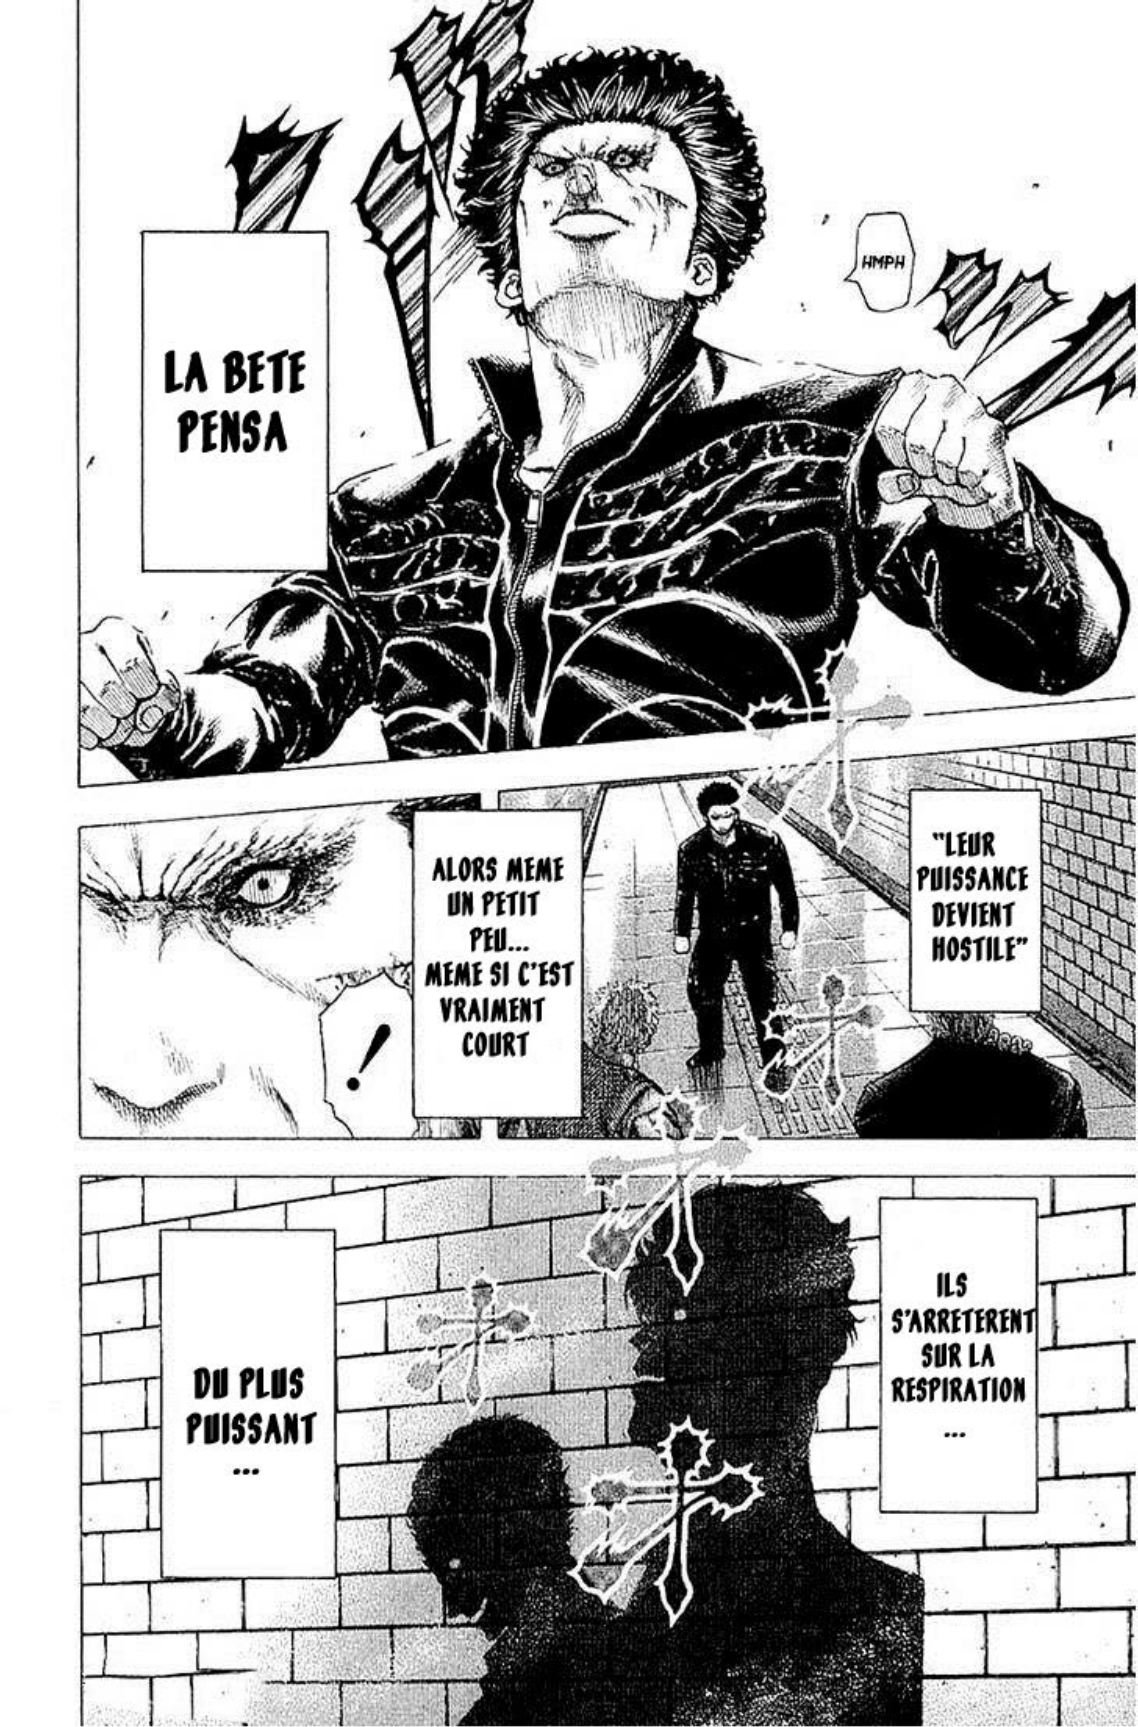 HMPH
LA BETE
PENSA
"LEUR
PUISSANCE
DEVIENT
HOSTILE"
ALORS MEME
UN PETIT
PEU...
MEME SI C'EST
VRAIMENT
COURT
!
ILS
S'ARRETERENT
SUR LA
RESPIRATION
...
DU PLUS
PUISSANT
...